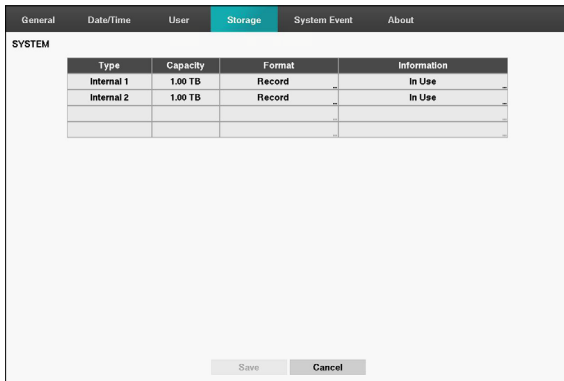 General Date/Time User Storage System Event About
SYSTEM
Type Capacity Format Information
Internal 1 1.00 TB Record ... In Use ...
Internal 2 1.00 TB Record ... In Use ...
... ...
... ...
Save Cancel